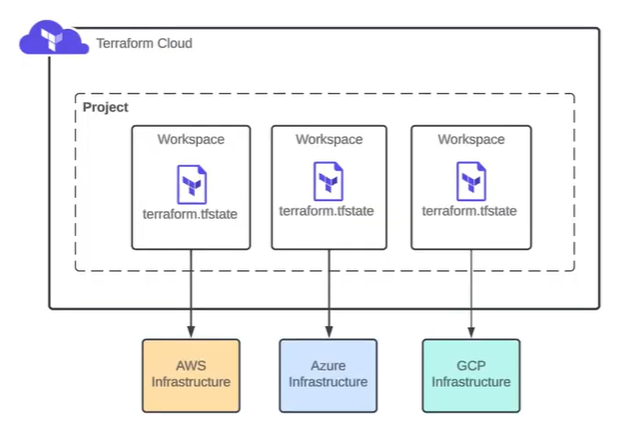 Terraform Cloud
Project
Workspace
terraform.tfstate
Workspace
terraform.tfstate
Workspace
terraform.tfstate
AWS
Infrastructure
Azure
Infrastructure
GCP
Infrastructure